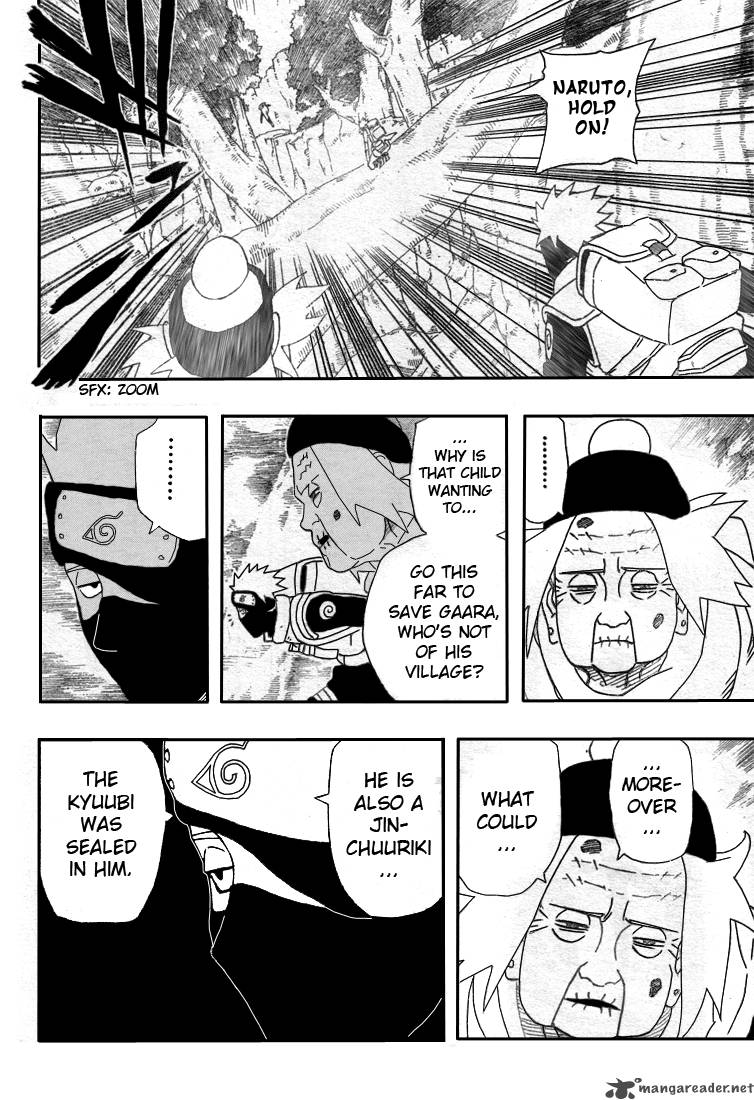 NARUTO,
HOLD
ON!
SFX: ZOOM
........
...
WHY IS
THAT CHILD
WANTING
TO...
GO THIS
FAR TO
SAVE GAARA,
WHO'S NOT
OF HIS
VILLAGE?
........
...
MORE-
OVER
...
WHAT
COULD
...
HE IS
ALSO A
JIN-
CHUURIKI
...
THE
KYUUBI
WAS
SEALED
IN HIM.
mangareader.net